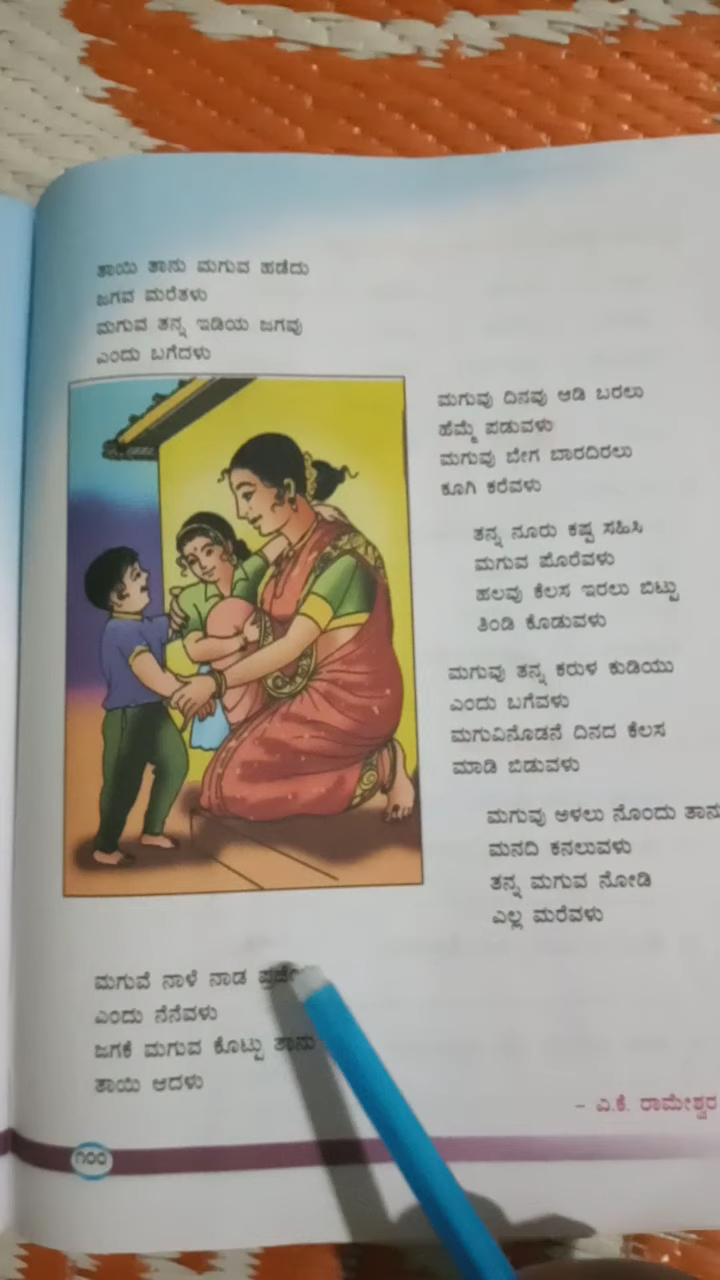 ತಾಯಿ ತಾನು ಮಗುವ ಹಡೆದು
ಜಗವ ಮರೆತಳು
ಮಗುವ ತನ್ನ ಇಡಿಯ ಜಗವು
ಎಂದು ಬಗೆದಳು
ಮಗುವು ದಿನವು ಆಡಿ ಬರಲು
ಹೆಮ್ಮೆ ಪಡುವಳು
ಮಗುವು ಬೇಗ ಬಾರದಿರಲು
ಕೂಗಿ ಕರೆವಳು
ತನ್ನ ನೂರು ಕಷ್ಟ ಸಹಿಸಿ
ಮಗುವ ಪೊರೆವಳು
ಹಲವು ಕೆಲಸ ಇರಲು ಬಿಟ್ಟು
ತಿಂಡಿ ಕೊಡುವಳು
ಮಗುವು ತನ್ನ ಕರುಳ ಕುಡಿಯು
ಎಂದು ಬಗೆವಳು
ಮಗುವಿನೊಡನೆ ದಿನದ ಕೆಲಸ
ಮಾಡಿ ಬಿಡುವಳು
ಮಗುವು ಅಳಲು ನೊಂದು ತಾನು
ಮನದಿ ಕನಲುವಳು
ತನ್ನ ಮಗುವ ನೋಡಿ
ಎಲ್ಲ ಮರೆವಳು
ಮಗುವೆ ನಾಳೆ ನಾಡ
ಎಂದು ನೆನೆವಳು
ಜಗಕೆ ಮಗುವ ಕೊಟ್ಟು ತಾನು
ತಾಯಿ ಆದಳು
– ಎ.ಕೆ. ರಾಮೇಶ್ವರ
೧೦೦